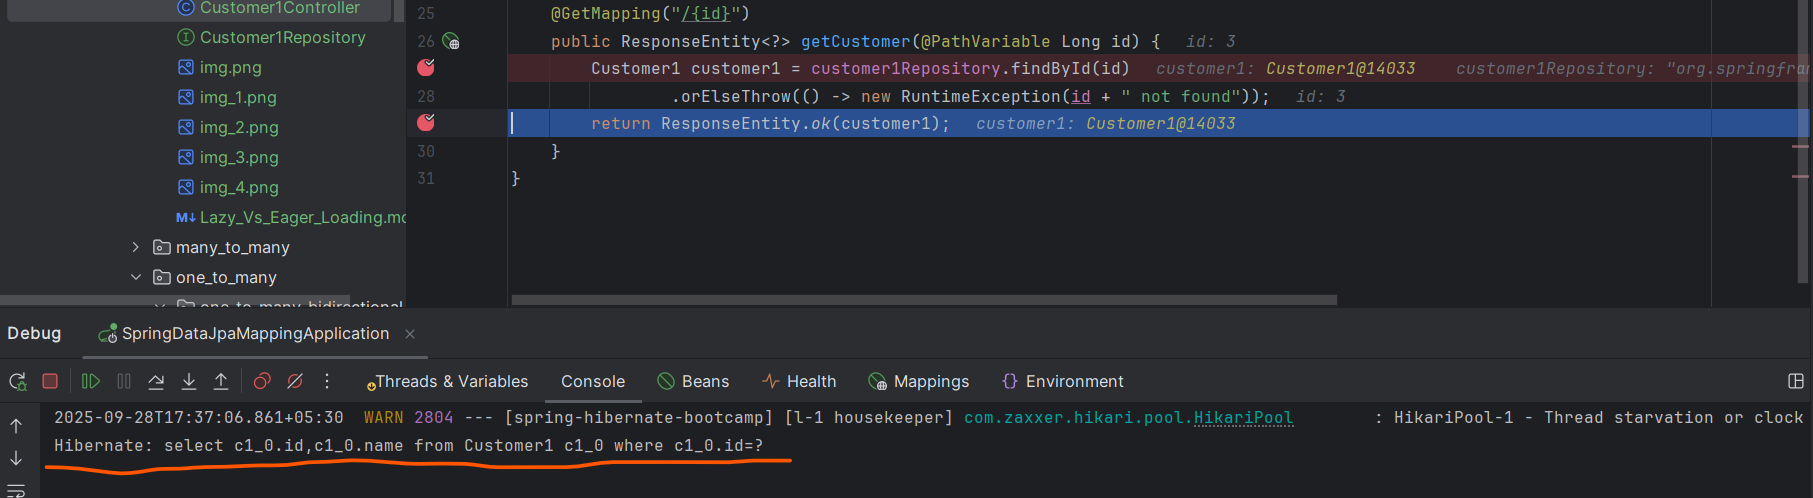 Customer1Controller
Customer1Repository
img.png
img_1.png
img_2.png
img_3.png
img_4.png
Lazy_Vs_Eager_Loading.md
many_to_many
one_to_many
one_to_many_bidirectional
25 @GetMapping("/{id}")
26 public ResponseEntity<?> getCustomer(@PathVariable Long id) { id: 3
Customer1 customer1 = customer1Repository.findById(id) customer1: Customer1@14033 customer1Repository: "org.springfra
28 .orElseThrow(() -> new RuntimeException(id + " not found")); id: 3
return ResponseEntity.ok(customer1); customer1: Customer1@14033
30 }
31 }
Debug SpringDataJpaMappingApplication
Threads & Variables Console Beans Health Mappings Environment
2025-09-28T17:37:06.861+05:30 WARN 2804 --- [spring-hibernate-bootcamp] [l-1 housekeeper] com.zaxxer.hikari.pool.HikariPool : HikariPool-1 - Thread starvation or clock
Hibernate: select c1_0.id,c1_0.name from Customer1 c1_0 where c1_0.id=?